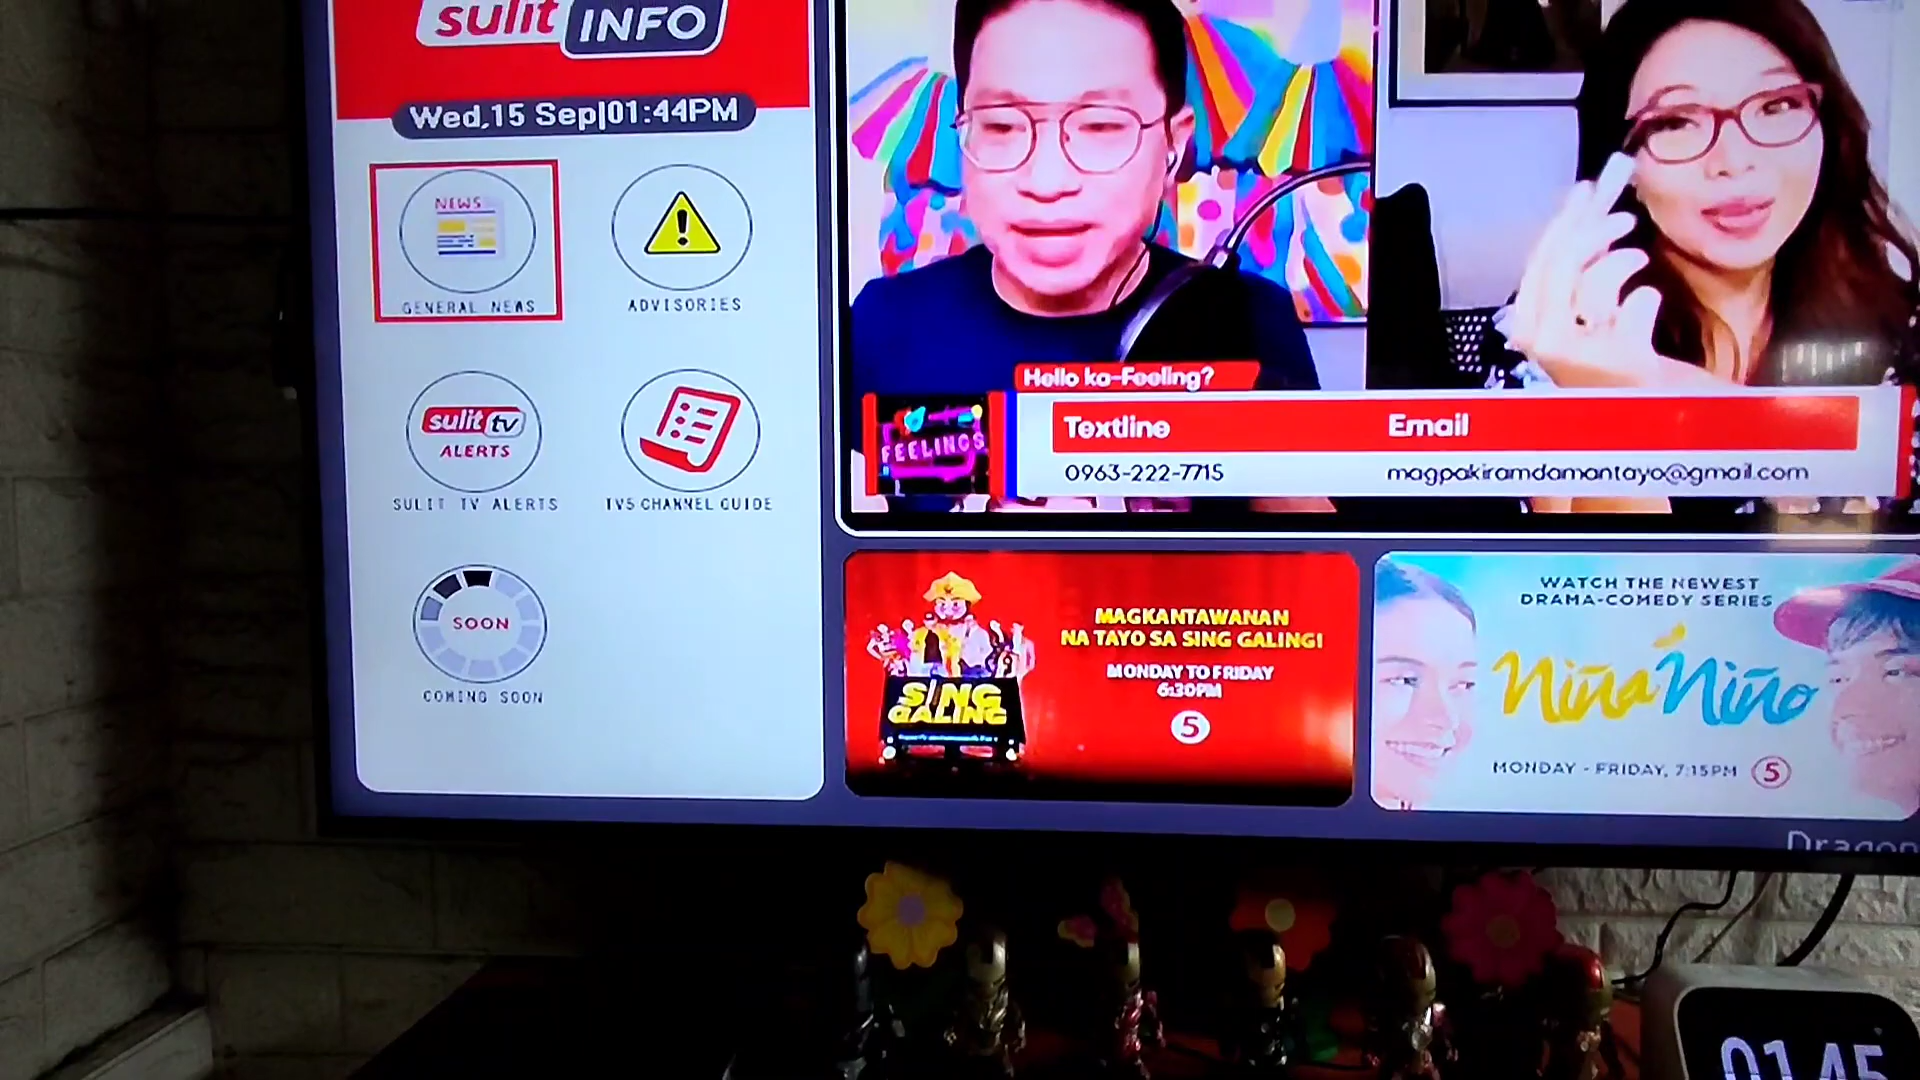 sulit INFO
Wed,15 Sep|01:44PM
NEWS
GENERAL NEWS
ADVISORIES
sulit tv
ALERTS
SULIT TV ALERTS
TV5 CHANNEL GUIDE
SOON
COMING SOON
Hello ka-Feeling?
FEELINGS
Textline
Email
0963-222-7715
magpakiramdamantayo@gmail.com
SING
GALING
MAGKANTAWANAN
NA TAYO SA SING GALING!
MONDAY TO FRIDAY
6:30PM
5
WATCH THE NEWEST
DRAMA-COMEDY SERIES
Niña Niño
MONDAY - FRIDAY, 7:15PM 5
Dragon
01 45